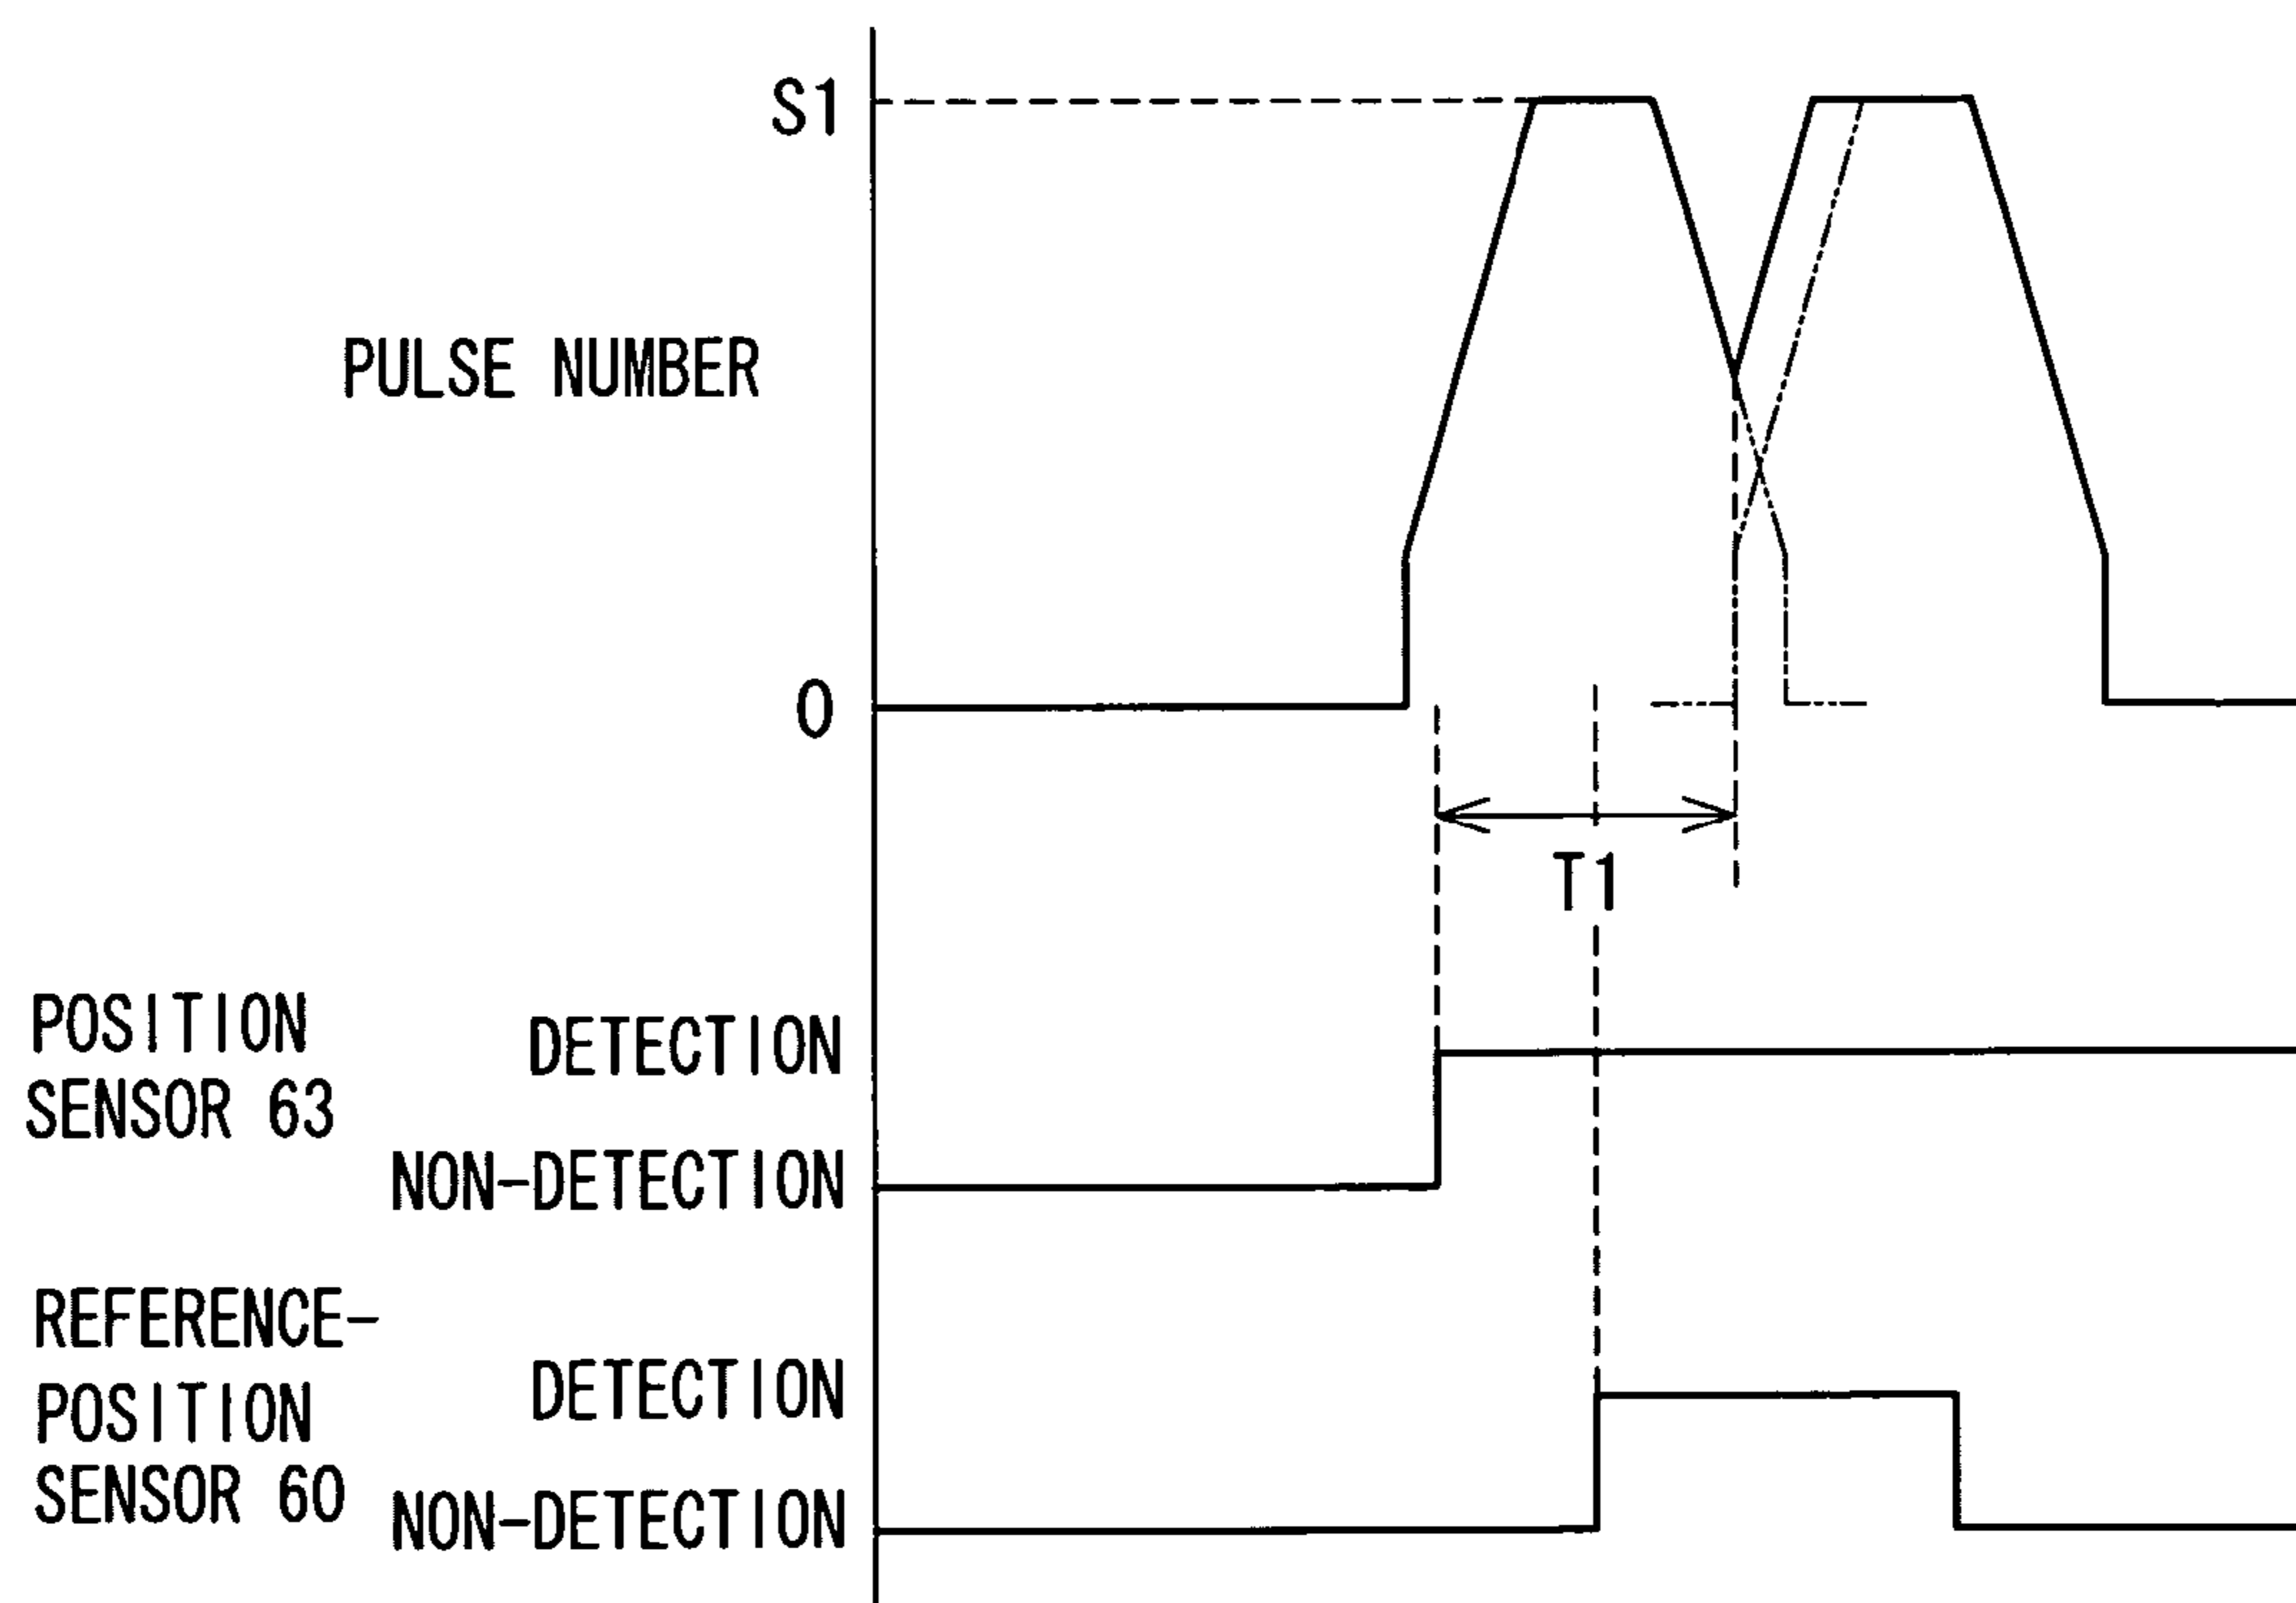 S1
PULSE NUMBER
0
T1
POSITION
SENSOR 63
DETECTION
NON-DETECTION
REFERENCE-
POSITION
SENSOR 60
DETECTION
NON-DETECTION